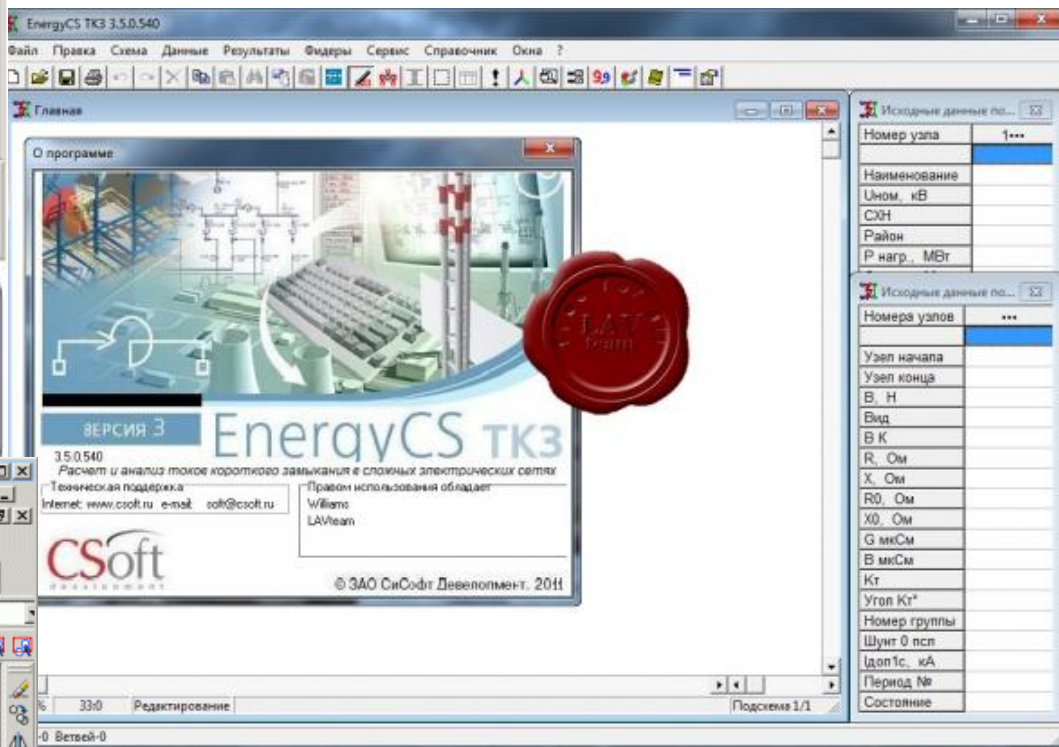 EnergyCS TK3 3.5.0.540
Файл Правка Схема Данные Результаты Фидеры Сервис Справочник Окна ?
Главная
О программе
ВЕРСИЯ 3
EnergyCS ТКЗ
3.5.0.540
Расчет и анализ токов короткого замыкания в сложных электрических сетях
Техническая поддержка
Internet: www.csoft.ru e-mail: soft@csoft.ru
Правом использования обладает
Williams
LAVteam
CSoft
development
© ЗАО СиСофт Девелопмент. 2011
LAV
team
Исходные данные по...
Номер узла 1...
Наименование
Uном, кВ
СХН
Район
P нагр., МВт
Исходные данные по...
Номера узлов ...
Узел начала
Узел конца
В, Н
Вид
В К
R, Ом
X, Ом
R0, Ом
X0, Ом
G мкСм
B мкСм
Кт
Угол Кт°
Номер группы
Шунт 0 псл
Iдоп1с, кА
Период №
Состояние
% 33:0 Редактирование Подсхема 1/1
-0 Ветвей-0